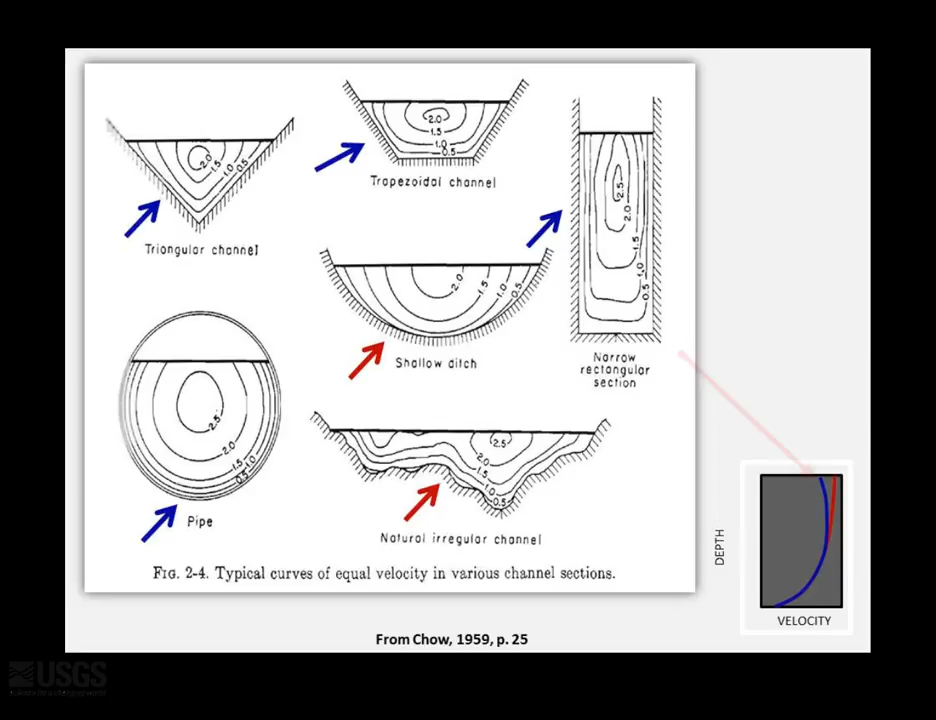 2.0
1.5
1.0
0.5
Triangular channel
2.0
1.5
1.0
0.5
Trapezoidal channel
2.5
2.0
1.5
1.0
0.5
Narrow
rectangular
section
2.0
1.5
1.0
0.5
Shallow ditch
2.5
2.0
1.5
1.0
0.5
Pipe
2.5
2.0
1.5
1.0
0.5
Natural irregular channel
FIG. 2-4. Typical curves of equal velocity in various channel sections.
DEPTH
VELOCITY
From Chow, 1959, p. 25
USGS